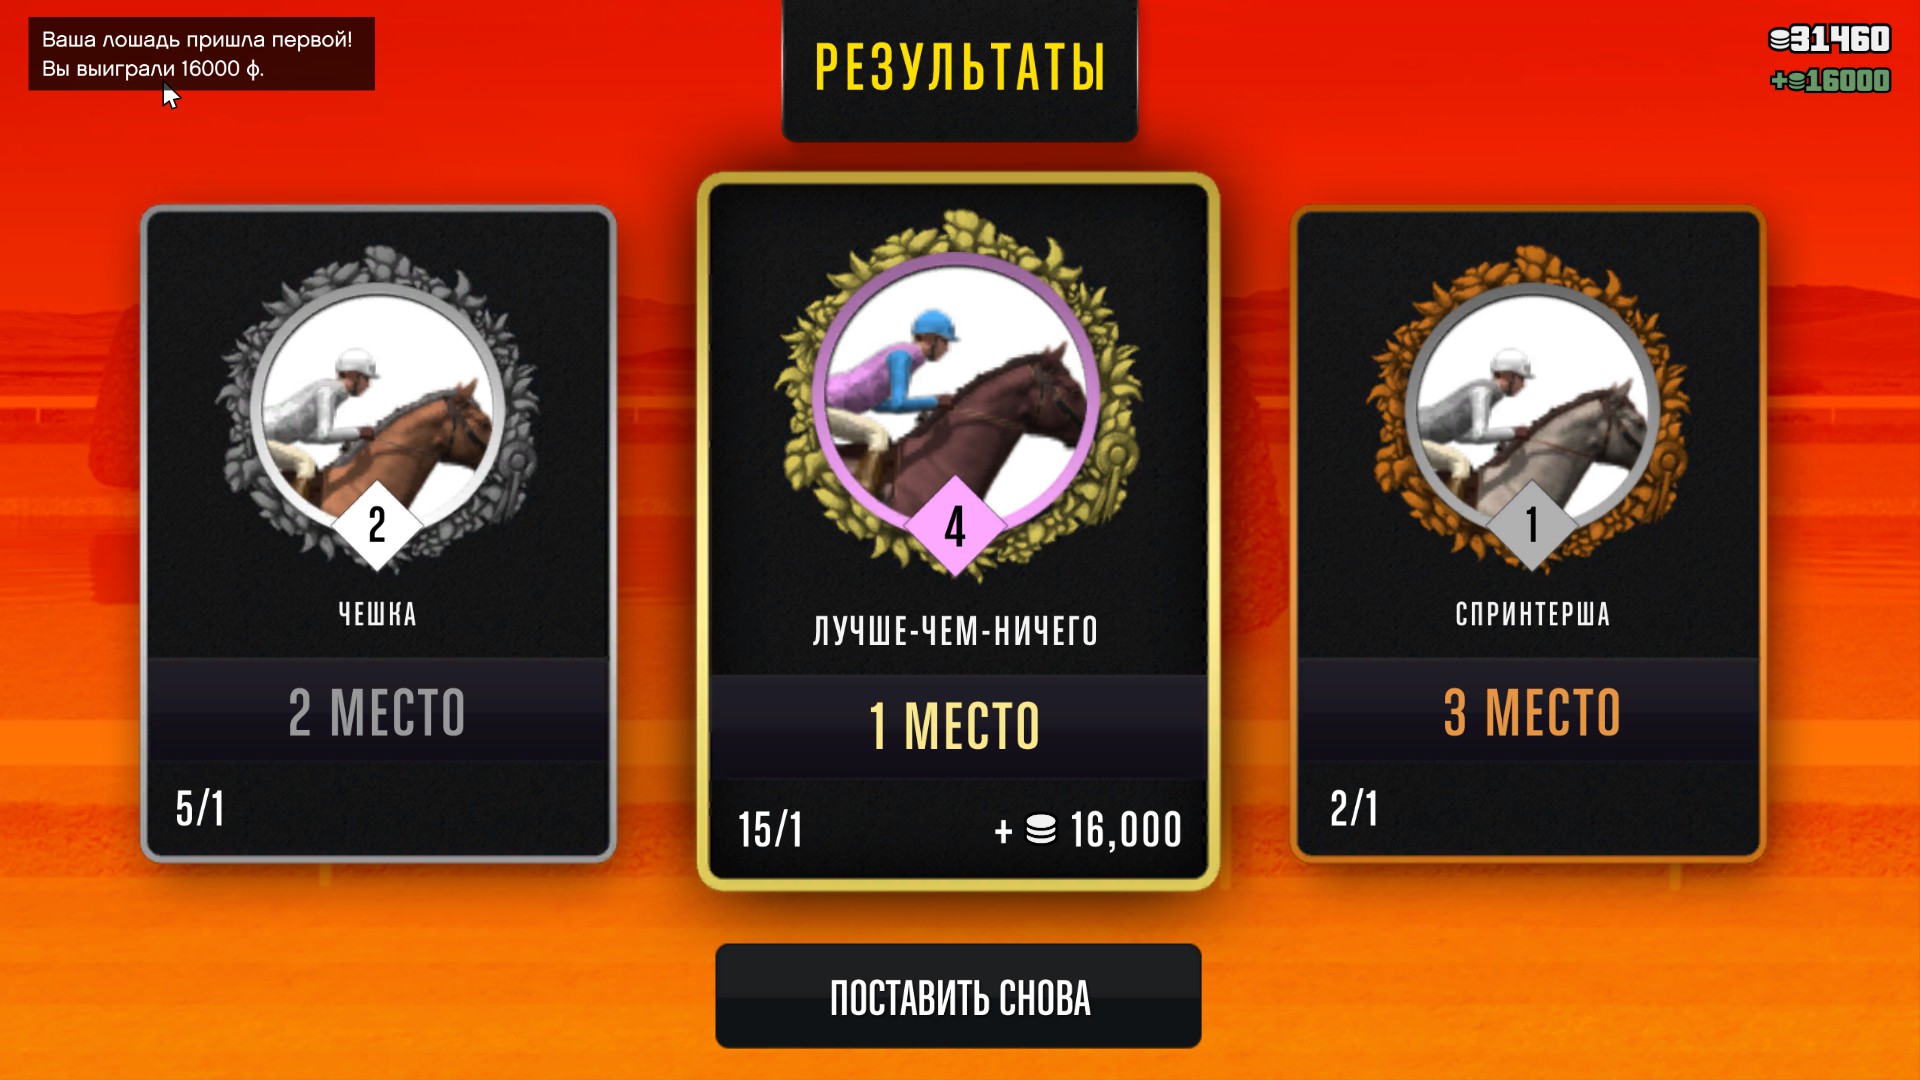 Ваша лошадь пришла первой!
Вы выиграли 16000 ф.
РЕЗУЛЬТАТЫ
31460
+16000
2
ЧЕШКА
2 МЕСТО
5/1
4
ЛУЧШЕ-ЧЕМ-НИЧЕГО
1 МЕСТО
15/1
+ 16,000
1
СПРИНТЕРША
3 МЕСТО
2/1
ПОСТАВИТЬ СНОВА